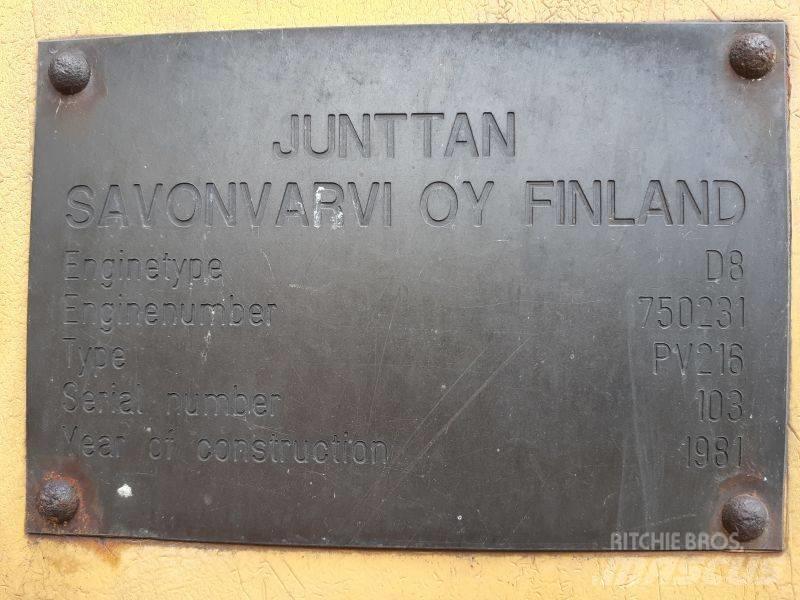 JUNTTAN
SAVONVARVI OY FINLAND
Enginetype D8
Enginenumber 750231
Type PV216
Serial number 103
Year of construction 1981
RITCHIE BROS.
mascus